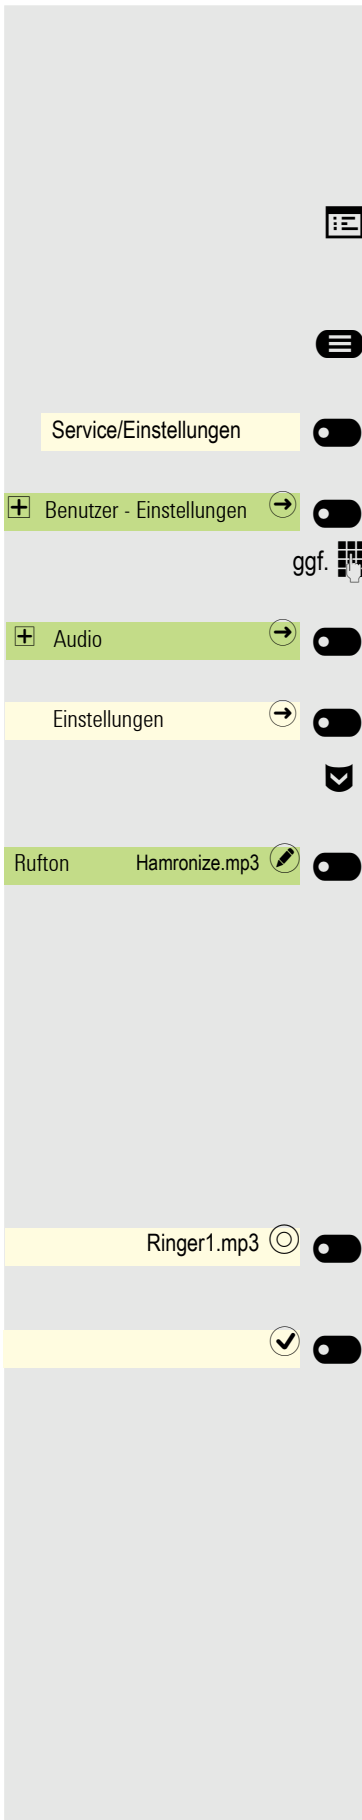 Service/Einstellungen
Benutzer - Einstellungen
ggf.
Audio
Einstellungen
Rufton Hamronize.mp3
Ringer1.mp3